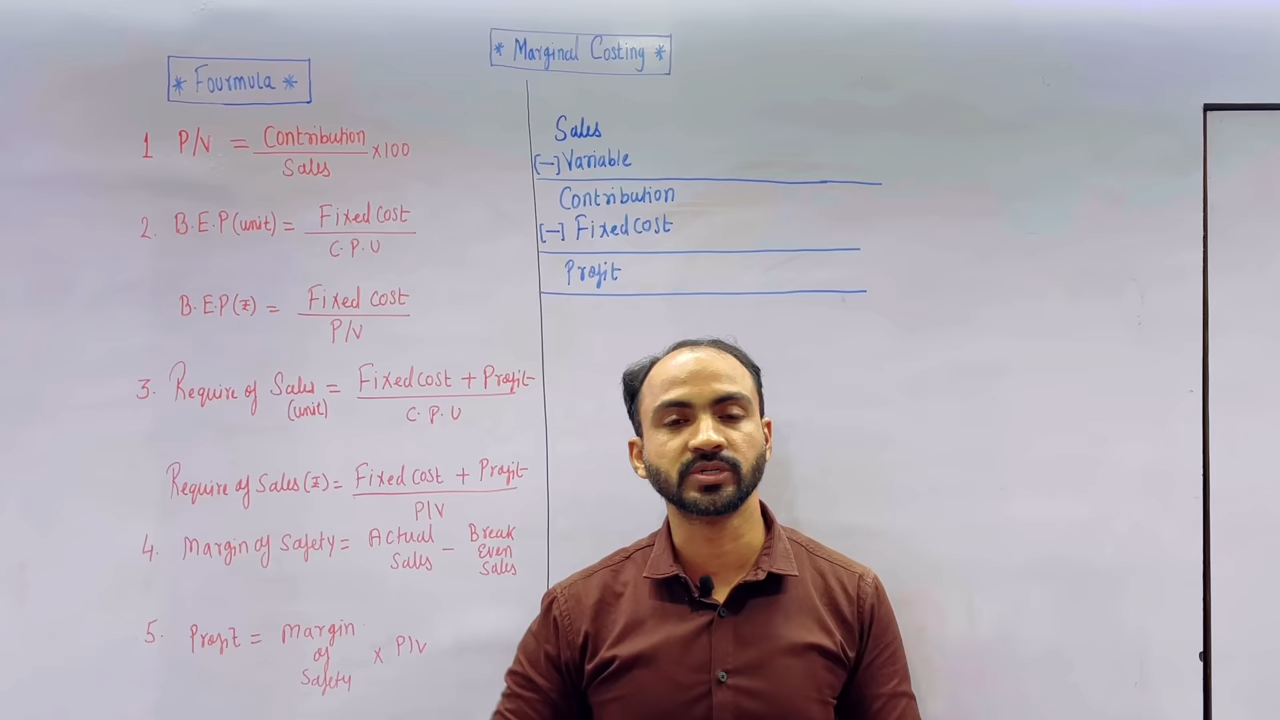 * Marginal Costing *
* Fourmula *
1 P/V = Contribution / Sales ×100
2. B.E.P (unit) = Fixed cost / C.P.U
B.E.P (₹) = Fixed cost / P/V
3. Require of Sales (unit) = Fixed cost + Profit / C.P.U
Require of Sales (₹) = Fixed cost + Profit / P/V
4. Margin of Safety = Actual Sales - Break Even Sales
5. Profit = Margin of Safety × P/V
Sales
(-) Variable
Contribution
(-) Fixed cost
Profit